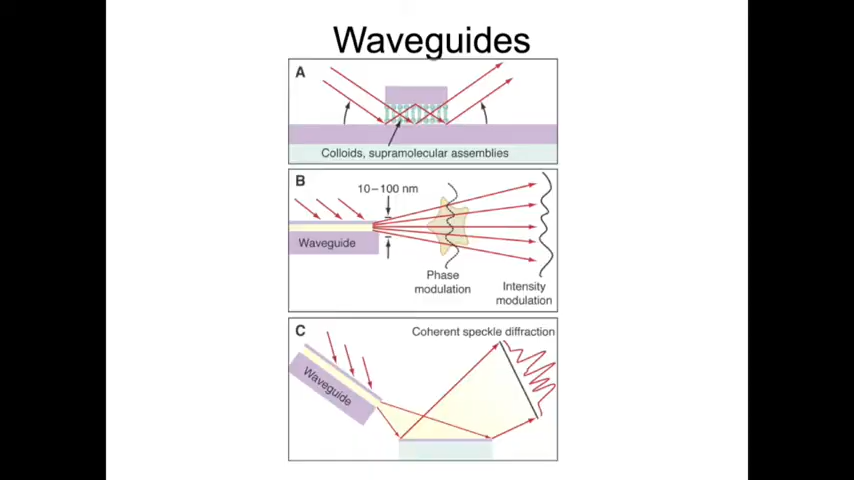 Waveguides
A
Colloids, supramolecular assemblies
B
10–100 nm
Waveguide
Phase
modulation
Intensity
modulation
C
Coherent speckle diffraction
Waveguide